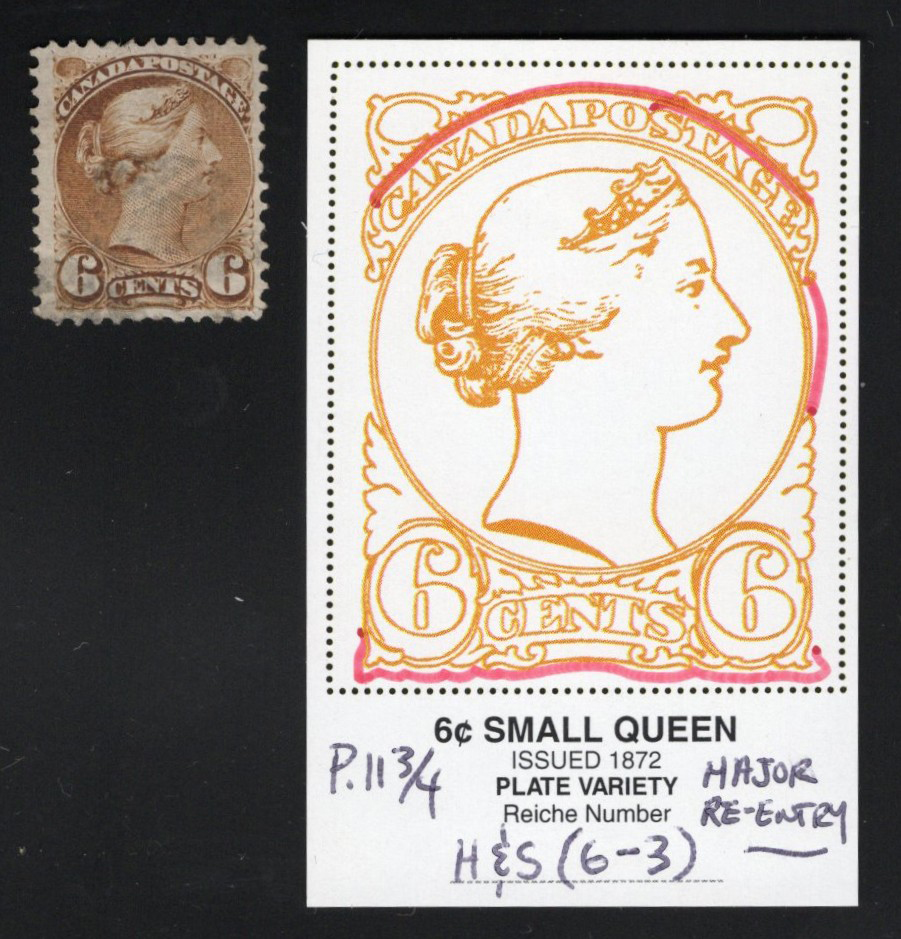 CANADA POSTAGE
6 CENTS 6
CANADA POSTAGE
6 CENTS 6
6¢ SMALL QUEEN
ISSUED 1872
PLATE VARIETY
Reiche Number
P. 11 3/4
MAJOR
RE-ENTRY
H&S (6-3)